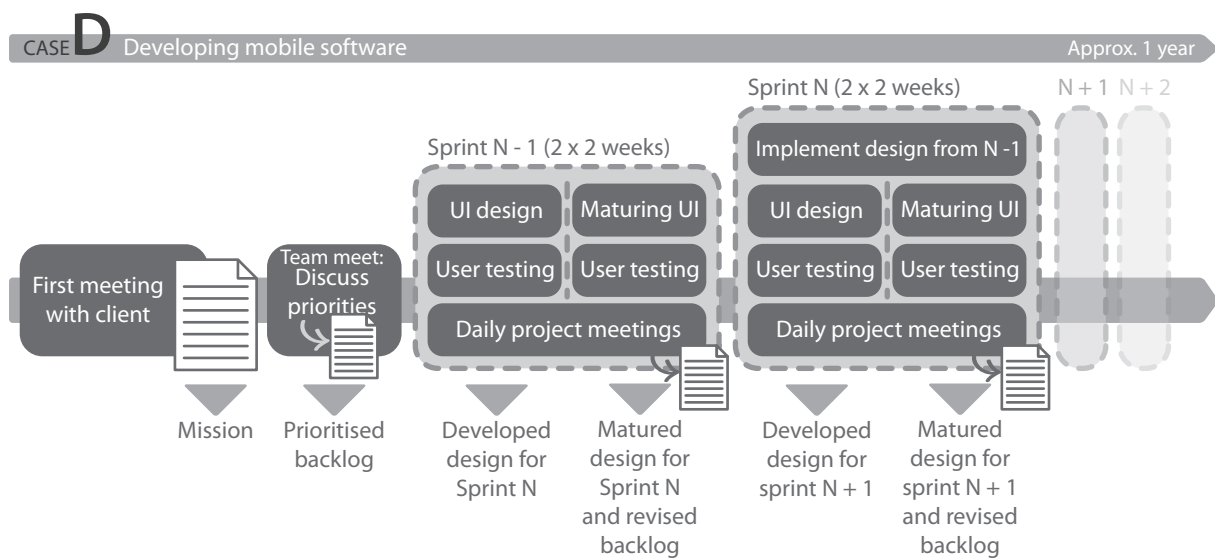 CASE D Developing mobile software
Approx. 1 year
Sprint N (2 x 2 weeks)
N + 1 N + 2
Sprint N - 1 (2 x 2 weeks)
Implement design from N -1
UI design
Maturing UI
UI design
Maturing UI
First meeting
with client
Team meet:
Discuss
priorities
User testing
User testing
User testing
User testing
Daily project meetings
Daily project meetings
Mission
Prioritised
backlog
Developed
design for
Sprint N
Matured
design for
Sprint N
and revised
backlog
Developed
design for
sprint N + 1
Matured
design for
sprint N + 1
and revised
backlog